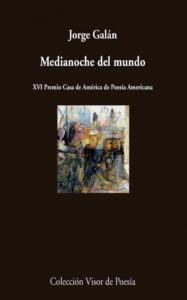 Jorge Galán
Medianoche del mundo
XVI Premio Casa de América de Poesía Americana
Colección Visor de Poesía